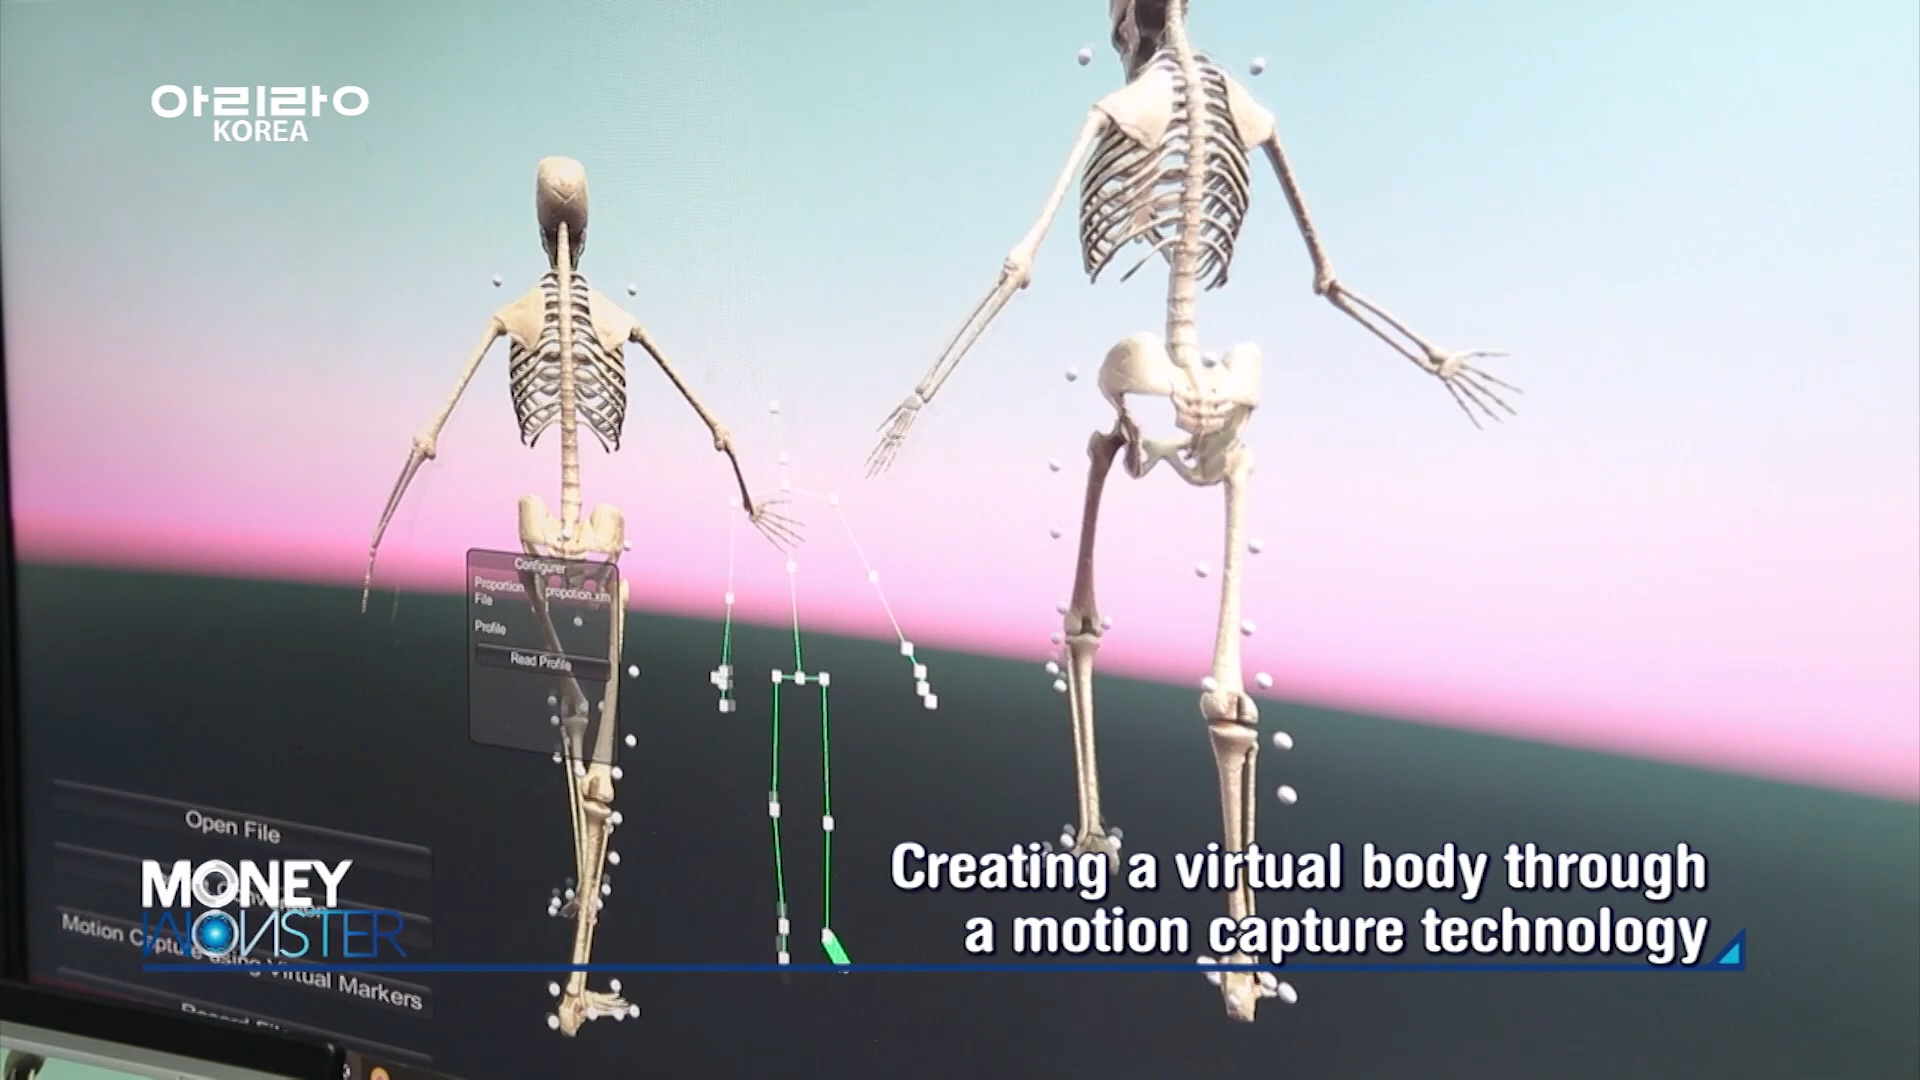 아리랑
KOREA
Configurer
Proportion
File
propotion.xm
Profile
Read Profile
Open File
MONEY
MONSTER
Motion Capture using Virtual Markers
Creating a virtual body through
a motion capture technology